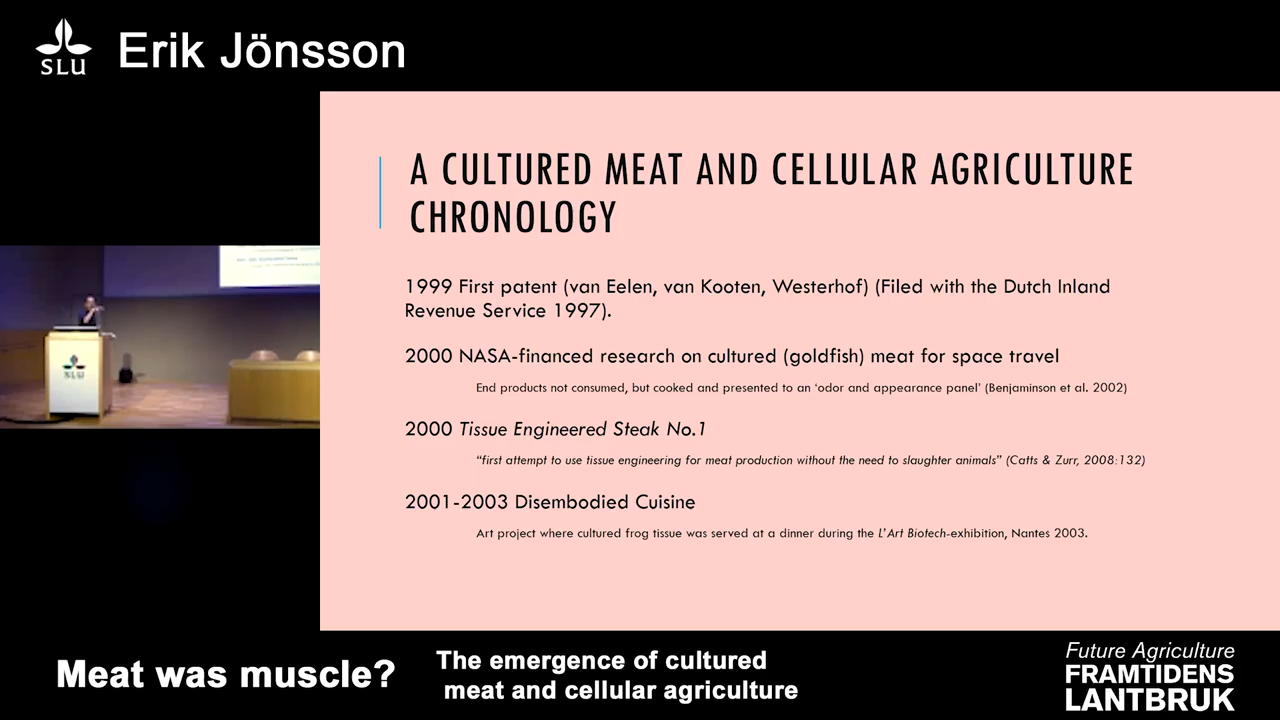 SLU
Erik Jönsson
A CULTURED MEAT AND CELLULAR AGRICULTURE
CHRONOLOGY
1999 First patent (van Eelen, van Kooten, Westerhof) (Filed with the Dutch Inland
Revenue Service 1997).
2000 NASA-financed research on cultured (goldfish) meat for space travel
End products not consumed, but cooked and presented to an ‘odor and appearance panel’ (Benjaminson et al. 2002)
2000 Tissue Engineered Steak No.1
“first attempt to use tissue engineering for meat production without the need to slaughter animals” (Catts & Zurr, 2008:132)
2001-2003 Disembodied Cuisine
Art project where cultured frog tissue was served at a dinner during the L’Art Biotech-exhibition, Nantes 2003.
SLU
Meat was muscle?
The emergence of cultured
meat and cellular agriculture
Future Agriculture
FRAMTIDENS
LANTBRUK